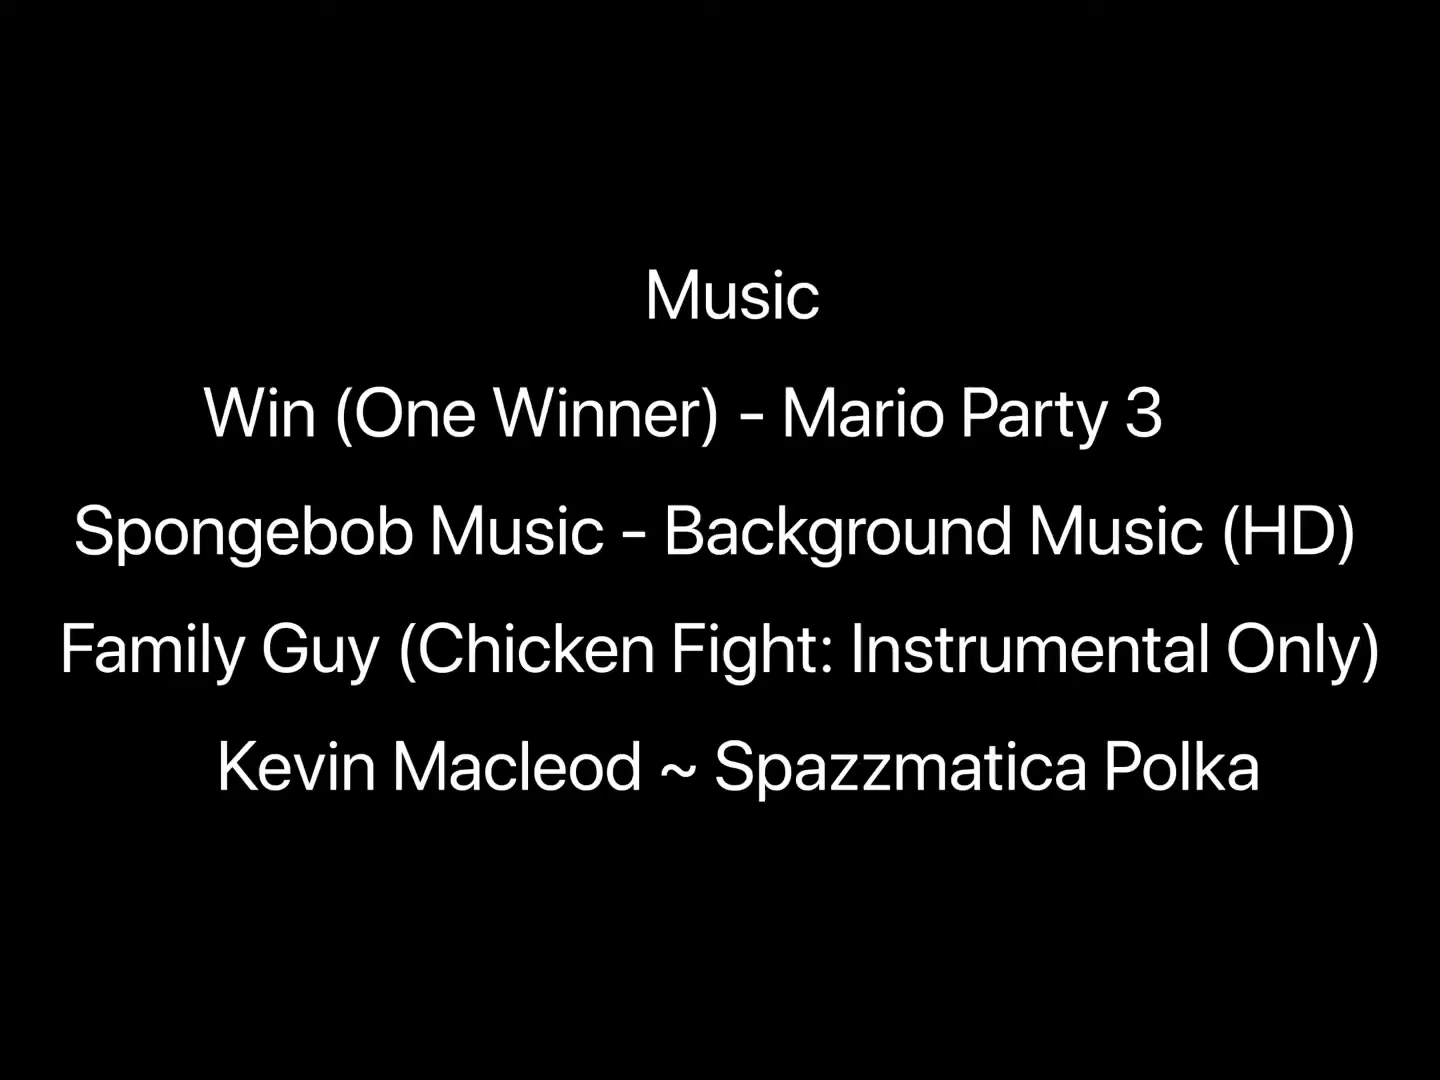 Music
Win (One Winner) - Mario Party 3
Spongebob Music - Background Music (HD)
Family Guy (Chicken Fight: Instrumental Only)
Kevin Macleod ~ Spazzmatica Polka